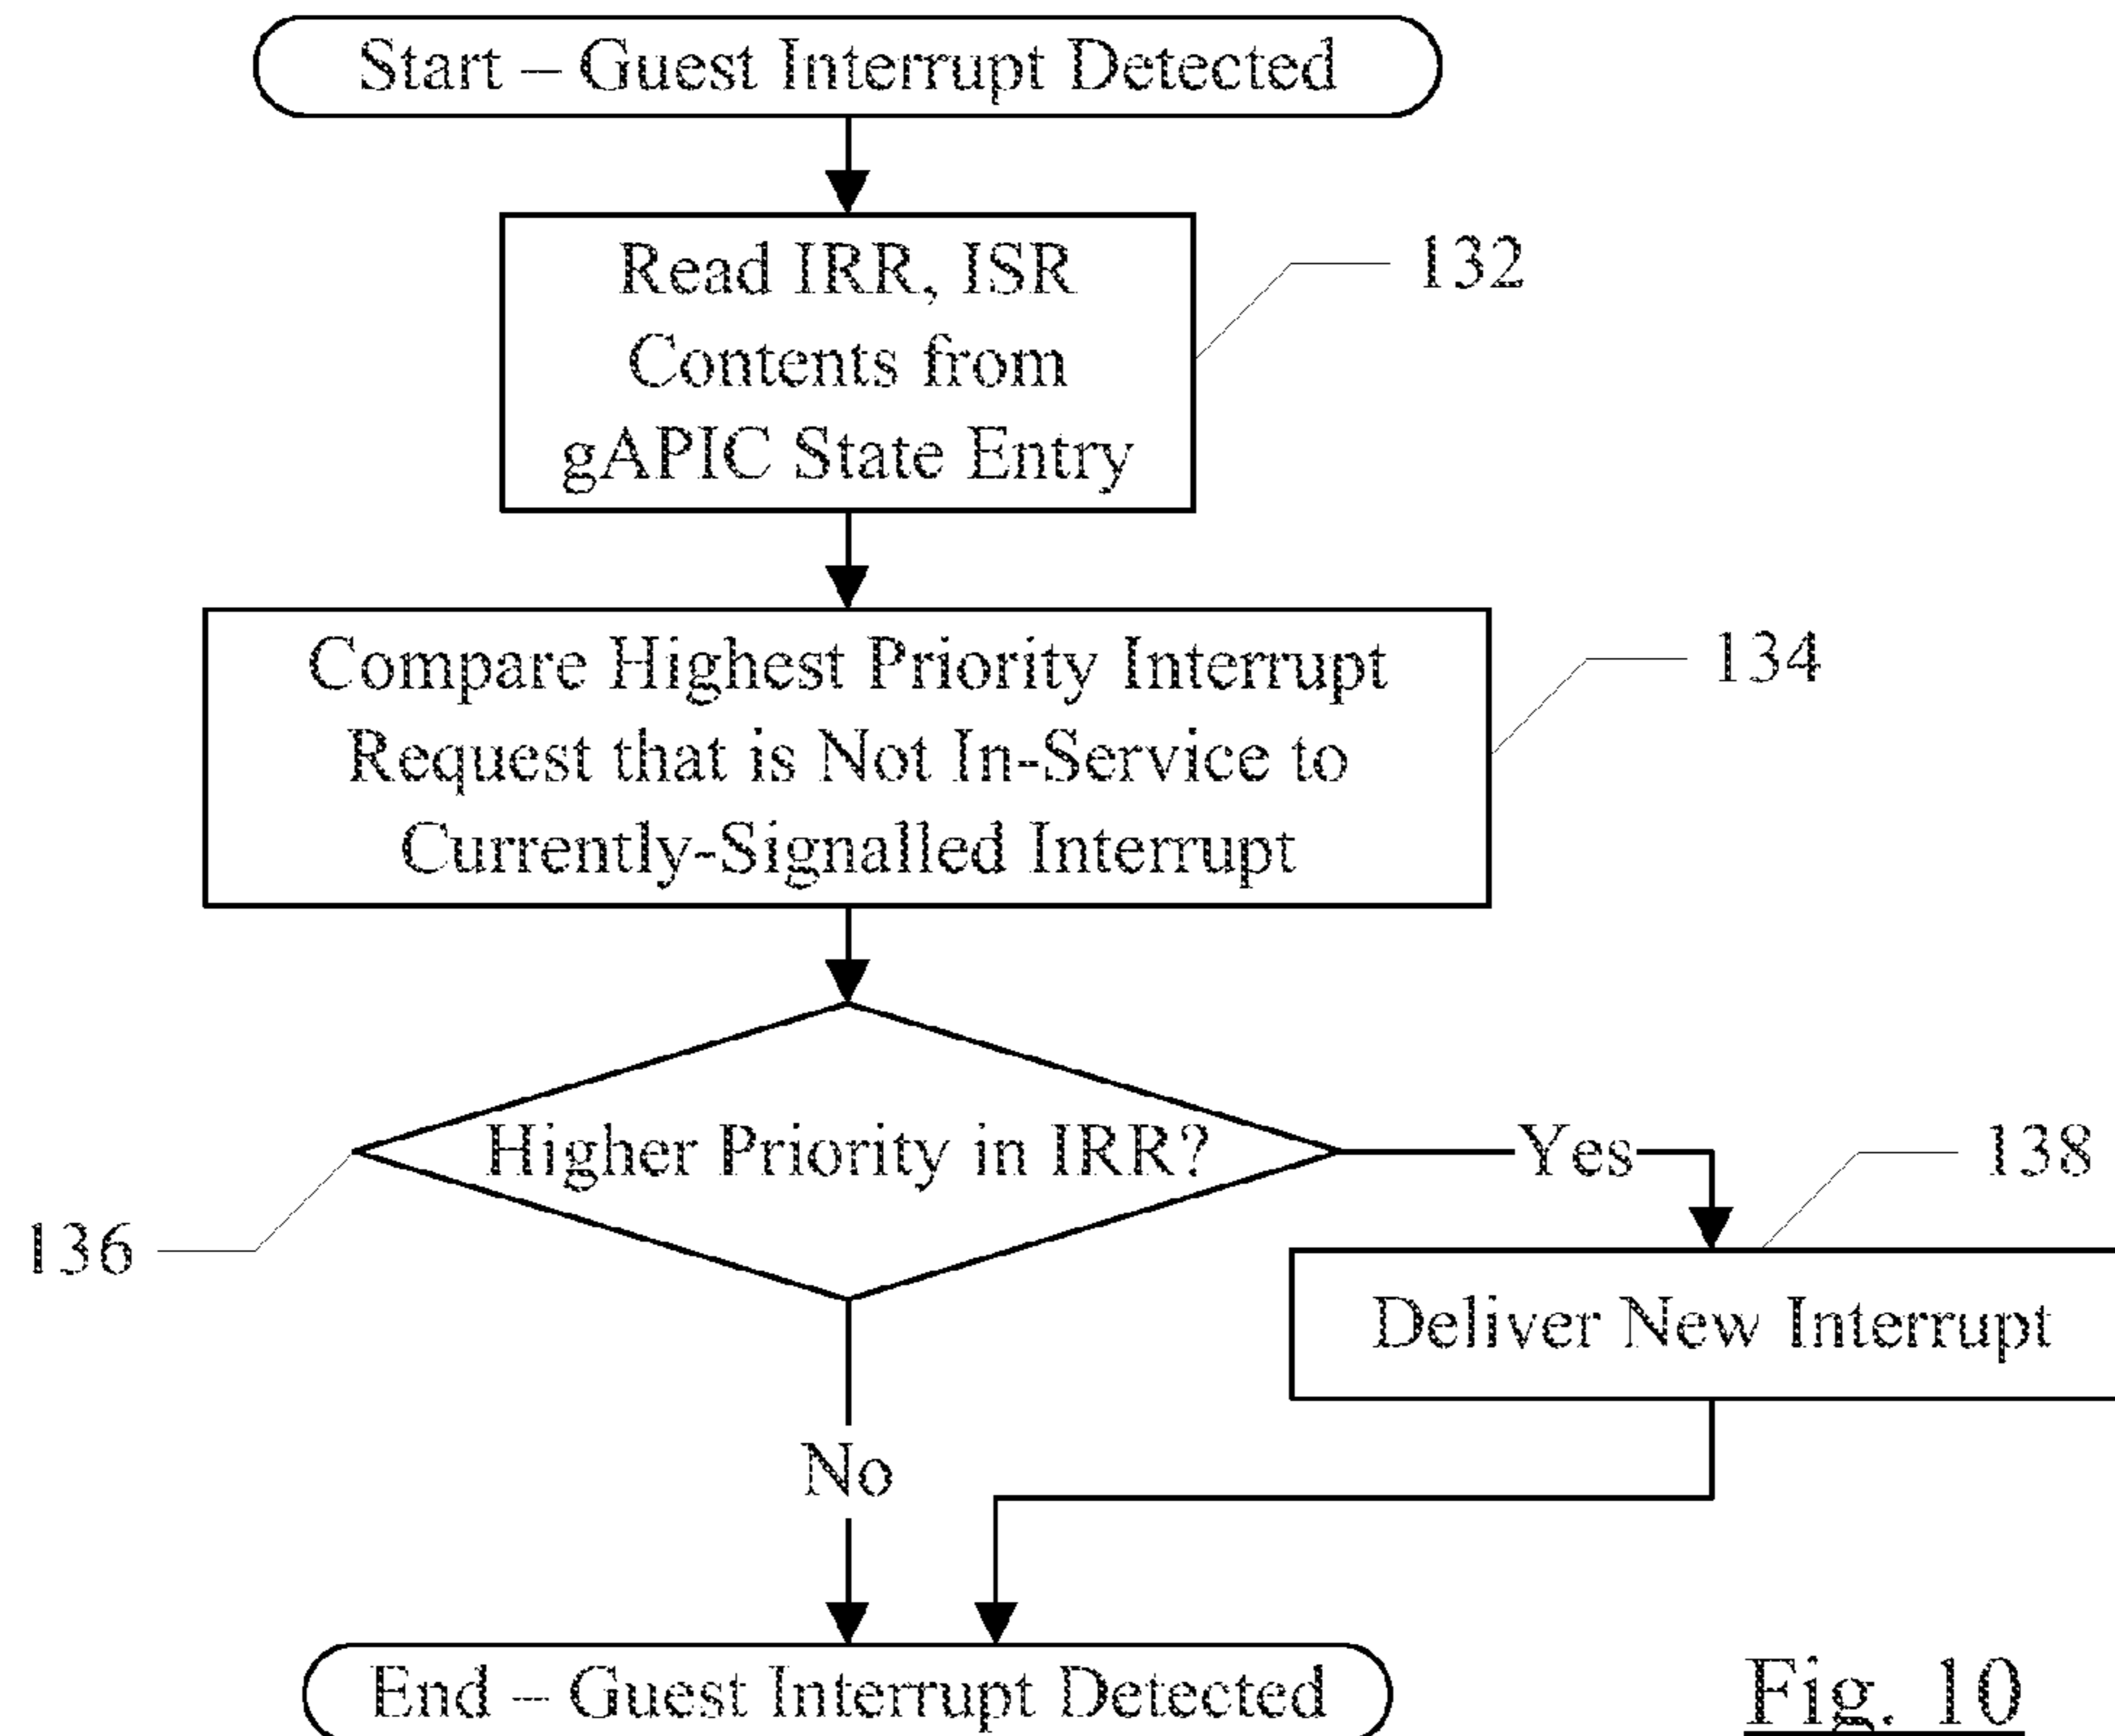 Start – Guest Interrupt Detected
Read IRR, ISR
Contents from
gAPIC State Entry
132
Compare Highest Priority Interrupt
Request that is Not In-Service to
Currently-Signalled Interrupt
134
Higher Priority in IRR?
Yes
138
136
Deliver New Interrupt
No
End – Guest Interrupt Detected
Fig. 10